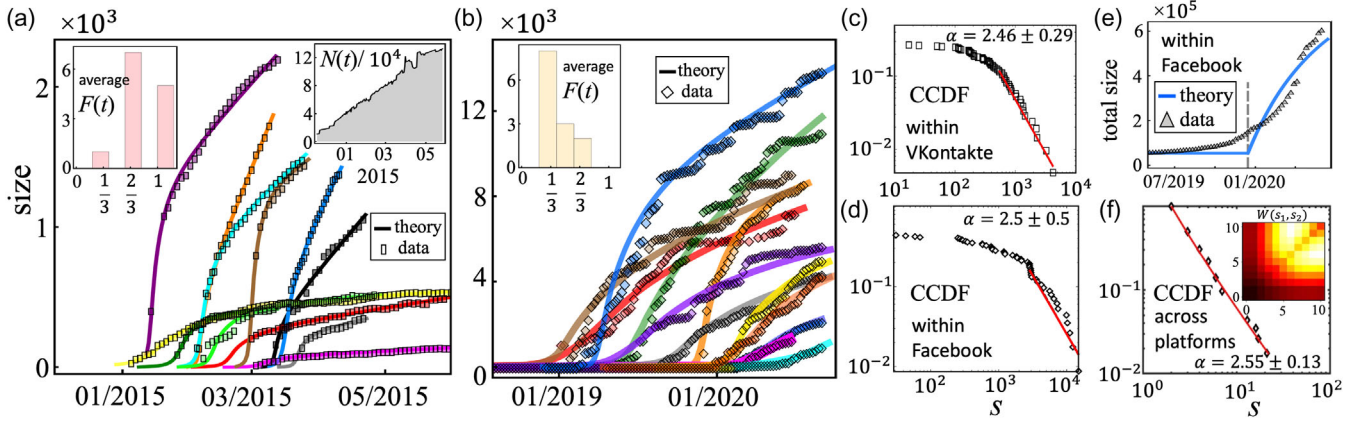 (a)
×10³
2
1
0
size
01/2015
03/2015
05/2015
average
F(t)
6
3
0
0
1/3
2/3
1
N(t)/ 10⁴
12
8
4
0
01
03
05
2015
theory
data
(b)
×10³
12
8
4
0
01/2019
01/2020
average
F(t)
6
3
0
0
1/3
2/3
1
theory
data
(c)
α = 2.46 ± 0.29
10⁻¹
10⁻²
CCDF
within
VKontakte
10¹
10²
10³
10⁴
(d)
α = 2.5 ± 0.5
10⁻¹
10⁻²
CCDF
within
Facebook
10²
10³
10⁴
s
(e)
×10⁵
6
4
2
0
total size
within
Facebook
theory
data
07/2019
01/2020
(f)
10⁰
10⁻¹
10⁻²
W(s₁,s₂)
10
5
0
0
5
10
CCDF
across
platforms
α = 2.55 ± 0.13
10⁰
10¹
10²
s